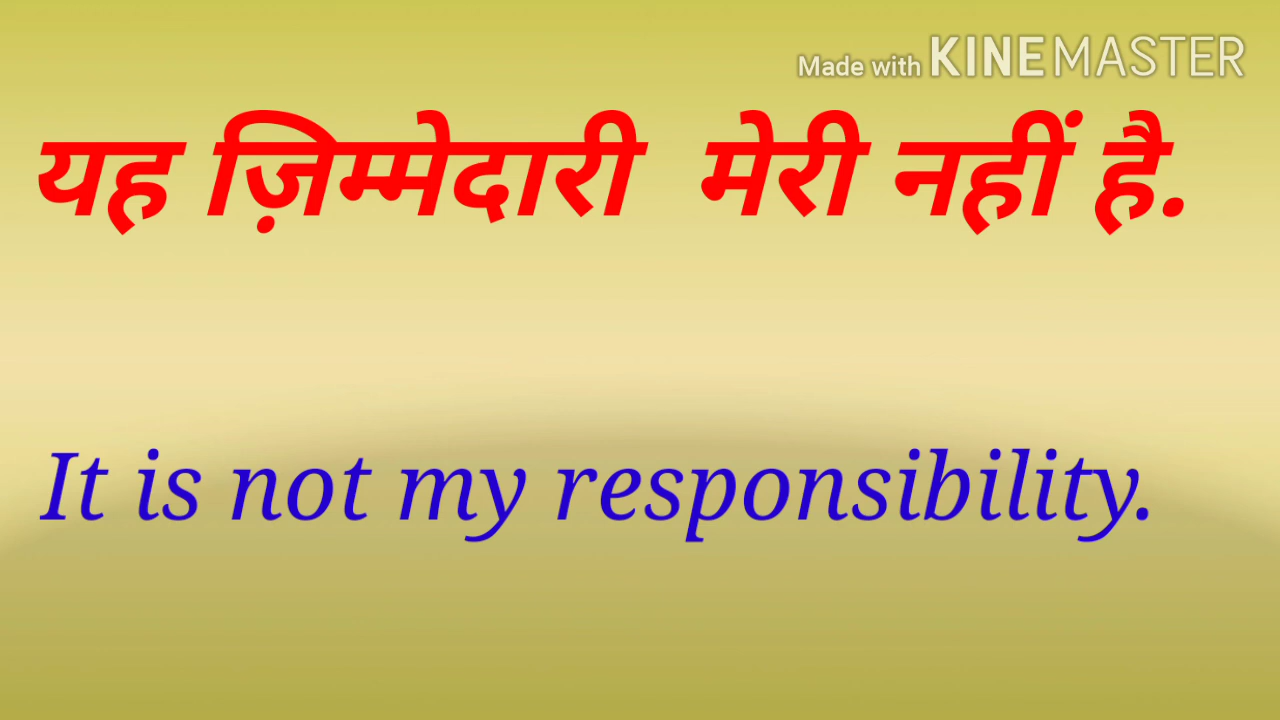 Made with KINEMASTER
यह ज़िम्मेदारी मेरी नहीं है.
It is not my responsibility.